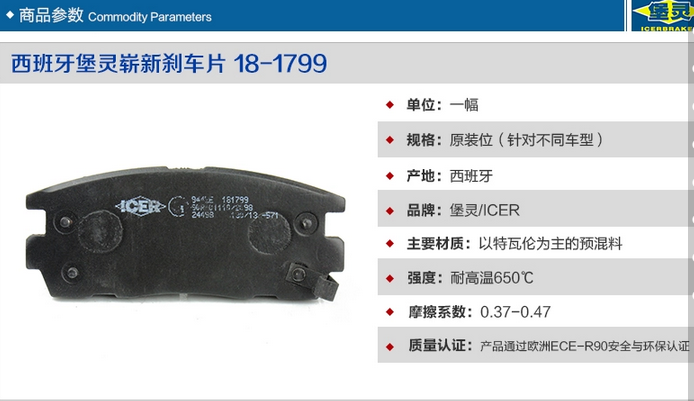 商品参数 Commodity Parameters
堡灵
ICERBRAKE
西班牙堡灵崭新刹车片 18-1799
单位：一幅
规格：原装位（针对不同车型）
产地：西班牙
品牌：堡灵/ICER
主要材质：以特瓦伦为主的预混料
强度：耐高温650℃
摩擦系数：0.37-0.47
质量认证：产品通过欧洲ECE-R90安全与环保认证
ICER
181799
24498